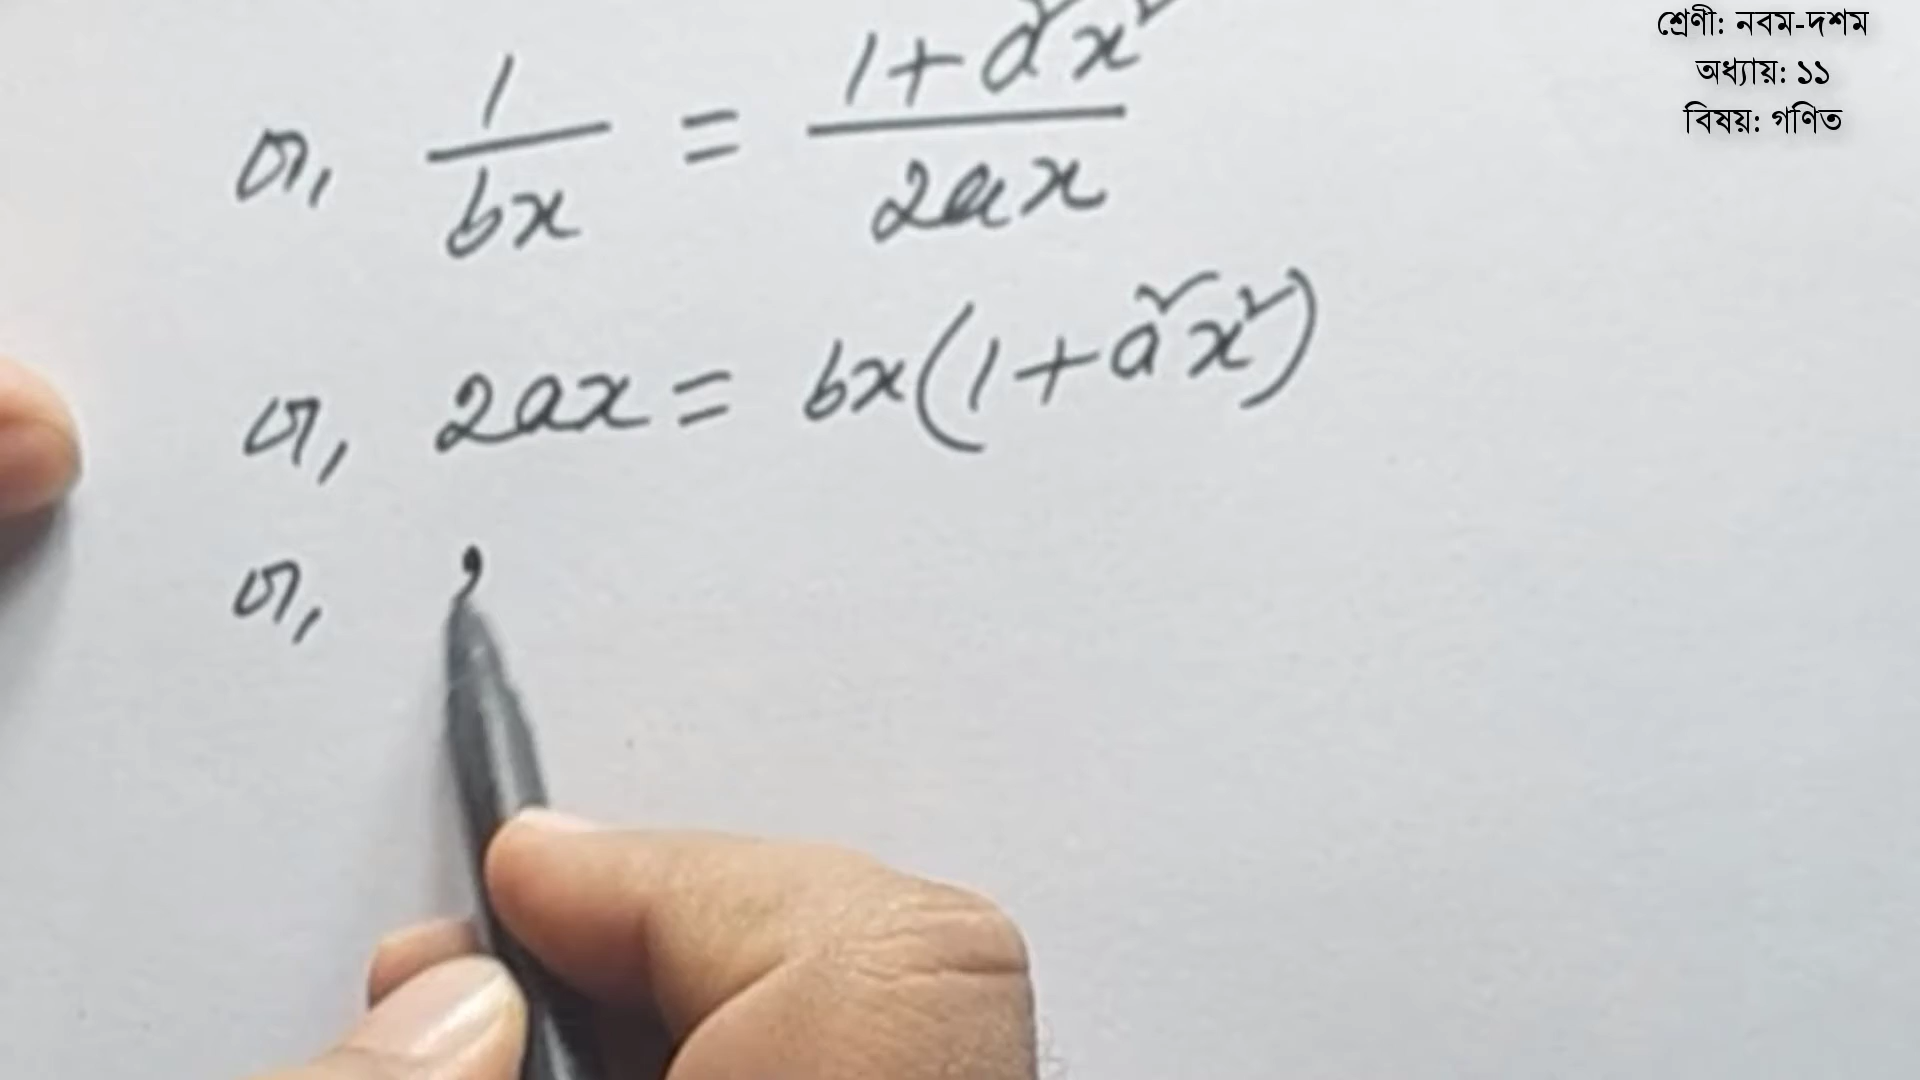 শ্রেণী: নবম-দশম
অধ্যায়: ১১
বিষয়: গণিত
বা, 1/bx = 1+a²x²/2ax
বা, 2ax = bx(1+a²x²)
বা,